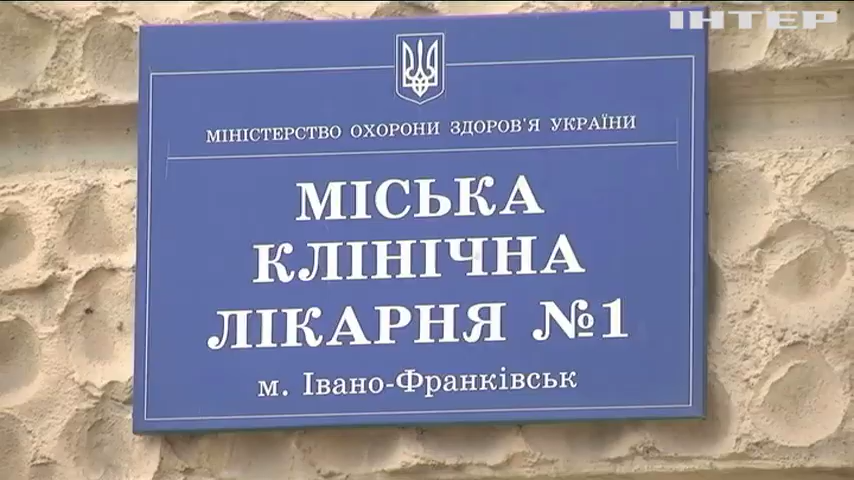 ІНТЕР
МІНІСТЕРСТВО ОХОРОНИ ЗДОРОВ'Я УКРАЇНИ
МІСЬКА
КЛІНІЧНА
ЛІКАРНЯ №1
м. Івано-Франківськ